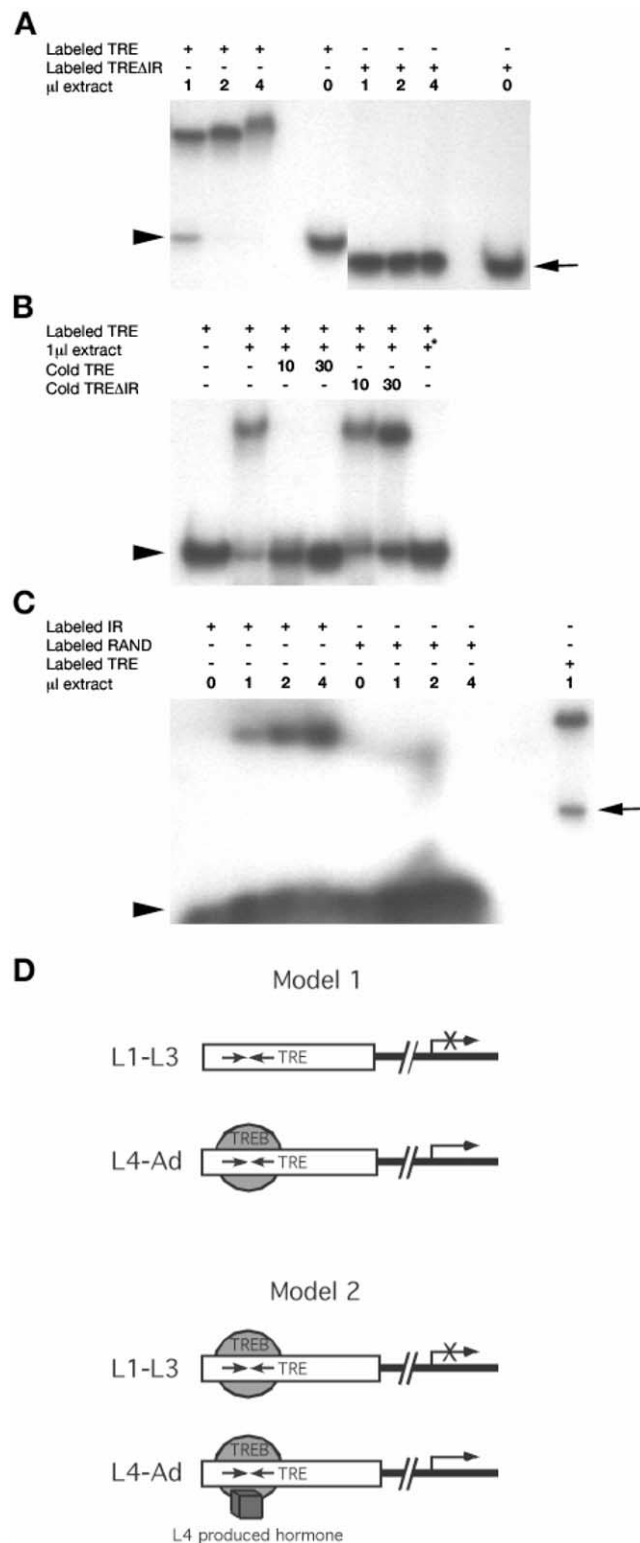 A
Labeled TRE + + + + - - - -
Labeled TREΔIR - - - - + + + +
μl extract 1 2 4 0 1 2 4 0
B
Labeled TRE + + + + + + +
1μl extract - + + + + + +*
Cold TRE - - 10 30 - - -
Cold TREΔIR - - - - 10 30 -
C
Labeled IR + + + + - - - - -
Labeled RAND - - - - + + + + -
Labeled TRE - - - - - - - - +
μl extract 0 1 2 4 0 1 2 4 1
D
Model 1
L1-L3 TRE
TREB
L4-Ad TRE
Model 2
TREB
L1-L3 TRE
TREB
L4-Ad TRE
L4 produced hormone